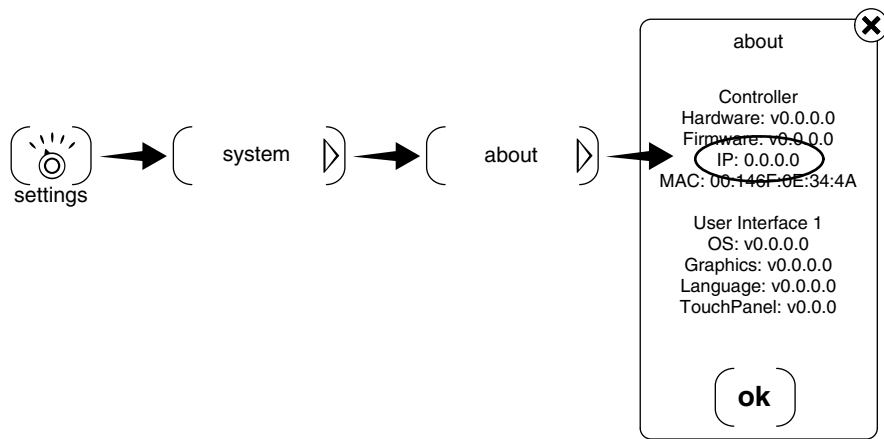 settings
system
about
about
Controller
Hardware: v0.0.0.0
Firmware: v0.0.0.0
IP: 0.0.0.0
MAC: 00:146F:0E:34:4A
User Interface 1
OS: v0.0.0.0
Graphics: v0.0.0.0
Language: v0.0.0.0
TouchPanel: v0.0.0
ok